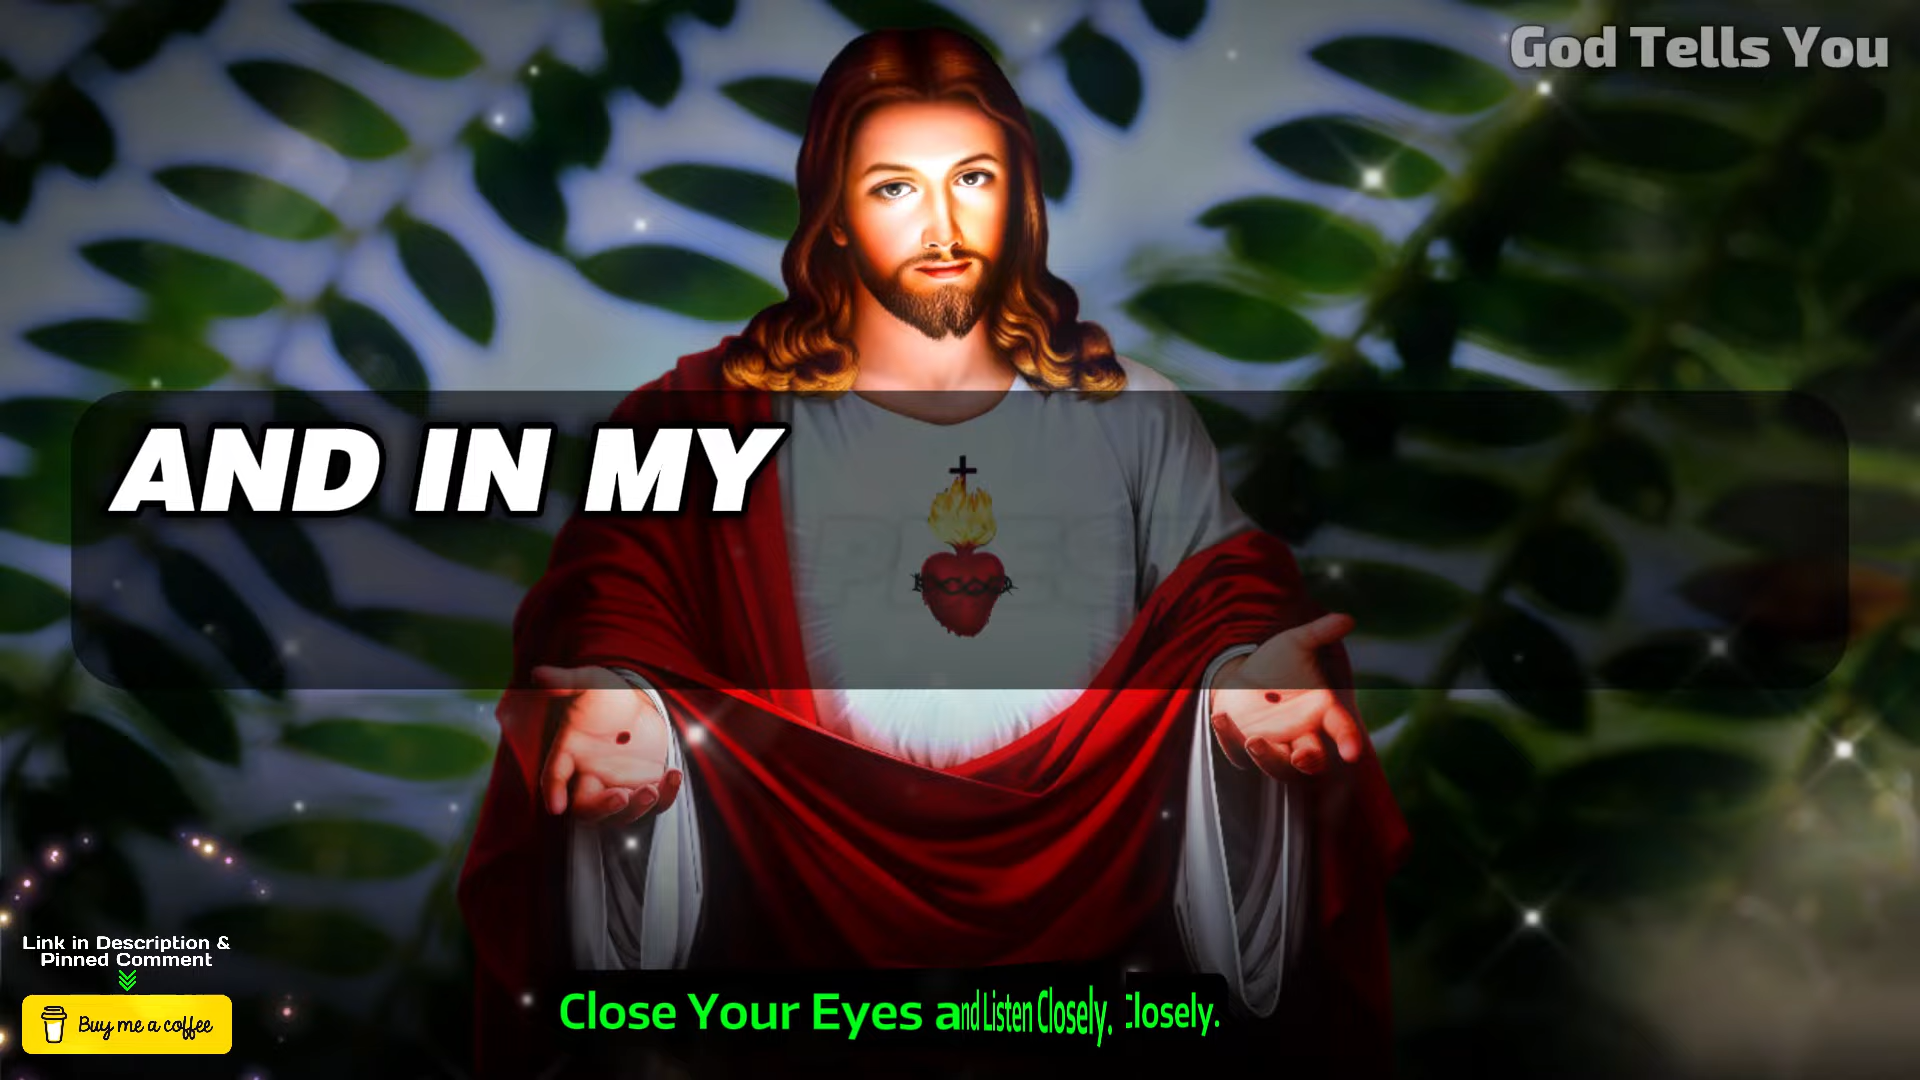 God Tells You
AND IN MY
Link in Description &
Pinned Comment
Buy me a coffee
Close Your Eyes and Listen Closely. Closely.